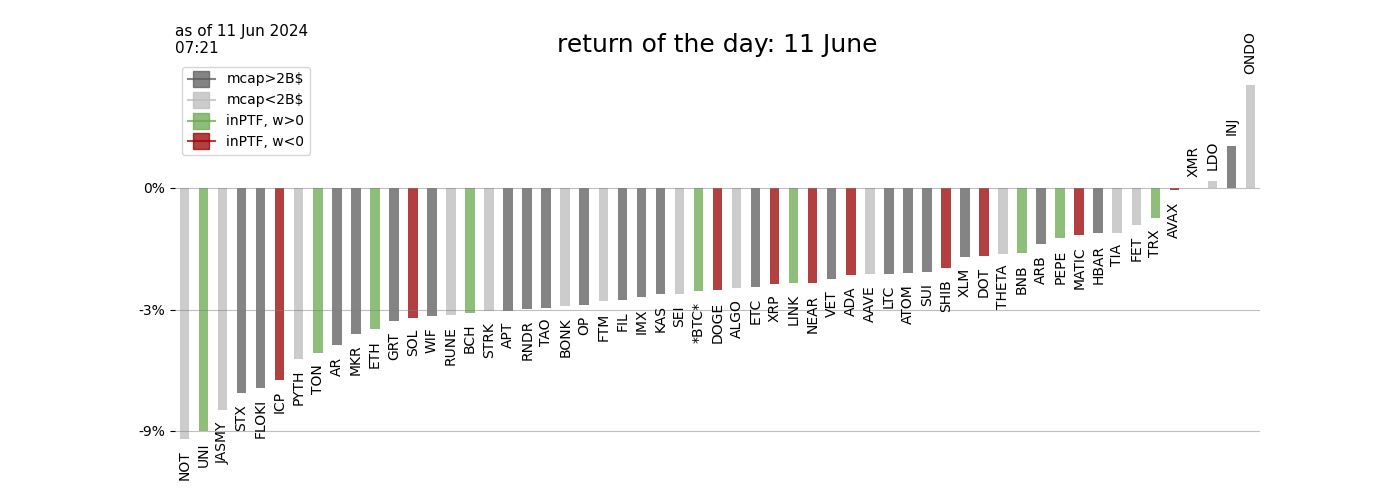 as of 11 Jun 2024
07:21
return of the day: 11 June
mcap>2B$
mcap<2B$
inPTF, w>0
inPTF, w<0
0%
-3%
-9%
NOT
UNI
JASMY
STX
FLOKI
ICP
PYTH
TON
AR
MKR
ETH
GRT
SOL
WIF
RUNE
BCH
STRK
APT
RNDR
TAO
BONK
OP
FTM
FIL
IMX
KAS
SEI
*BTC*
DOGE
ALGO
ETC
XRP
LINK
NEAR
VET
ADA
AAVE
LTC
ATOM
SUI
SHIB
XLM
DOT
THETA
BNB
ARB
PEPE
MATIC
HBAR
TIA
FET
TRX
AVAX
XMR
LDO
INJ
ONDO